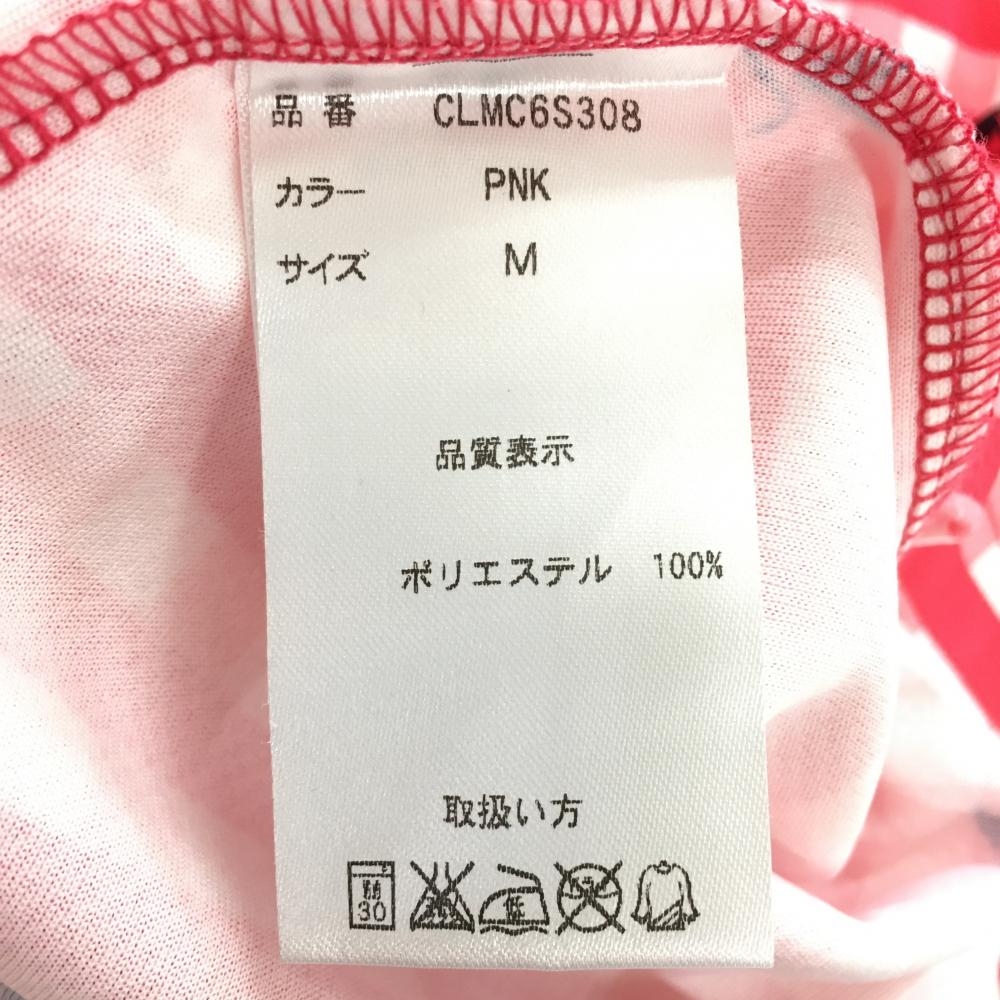 品番 CLMC6S308
カラー PNK
サイズ M
品質表示
ポリエステル 100%
取扱い方
30 低